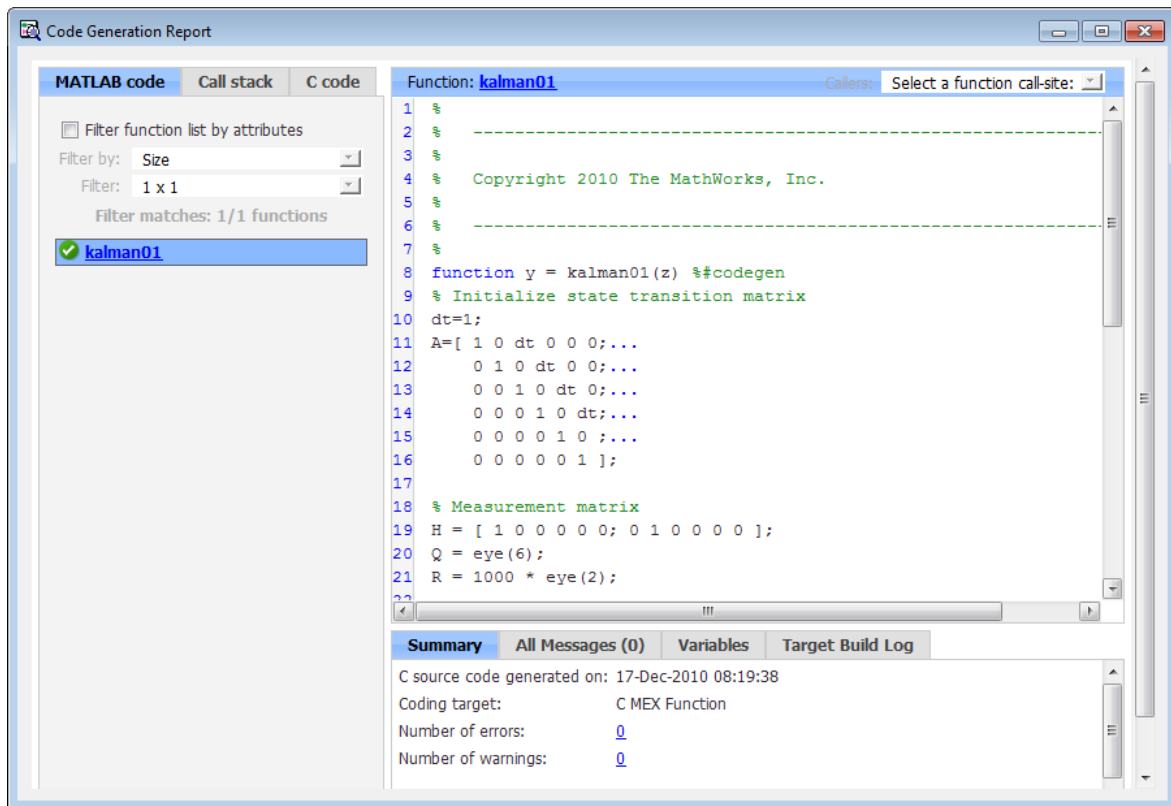 Code Generation Report
MATLAB code Call stack C code
Filter function list by attributes
Filter by: Size
Filter: 1 x 1
Filter matches: 1/1 functions
kalman01
Function: kalman01 Callers: Select a function call-site:
1 %
2 % ------------------------------------------------------------
3 %
4 % Copyright 2010 The MathWorks, Inc.
5 %
6 % ------------------------------------------------------------
7 %
8 function y = kalman01(z) %#codegen
9 % Initialize state transition matrix
10 dt=1;
11 A=[ 1 0 dt 0 0 0;...
12 0 1 0 dt 0 0;...
13 0 0 1 0 dt 0;...
14 0 0 0 1 0 dt;...
15 0 0 0 0 1 0 ;...
16 0 0 0 0 0 1 ];
17
18 % Measurement matrix
19 H = [ 1 0 0 0 0 0; 0 1 0 0 0 0 ];
20 Q = eye(6);
21 R = 1000 * eye(2);
22
Summary All Messages (0) Variables Target Build Log
C source code generated on: 17-Dec-2010 08:19:38
Coding target: C MEX Function
Number of errors: 0
Number of warnings: 0